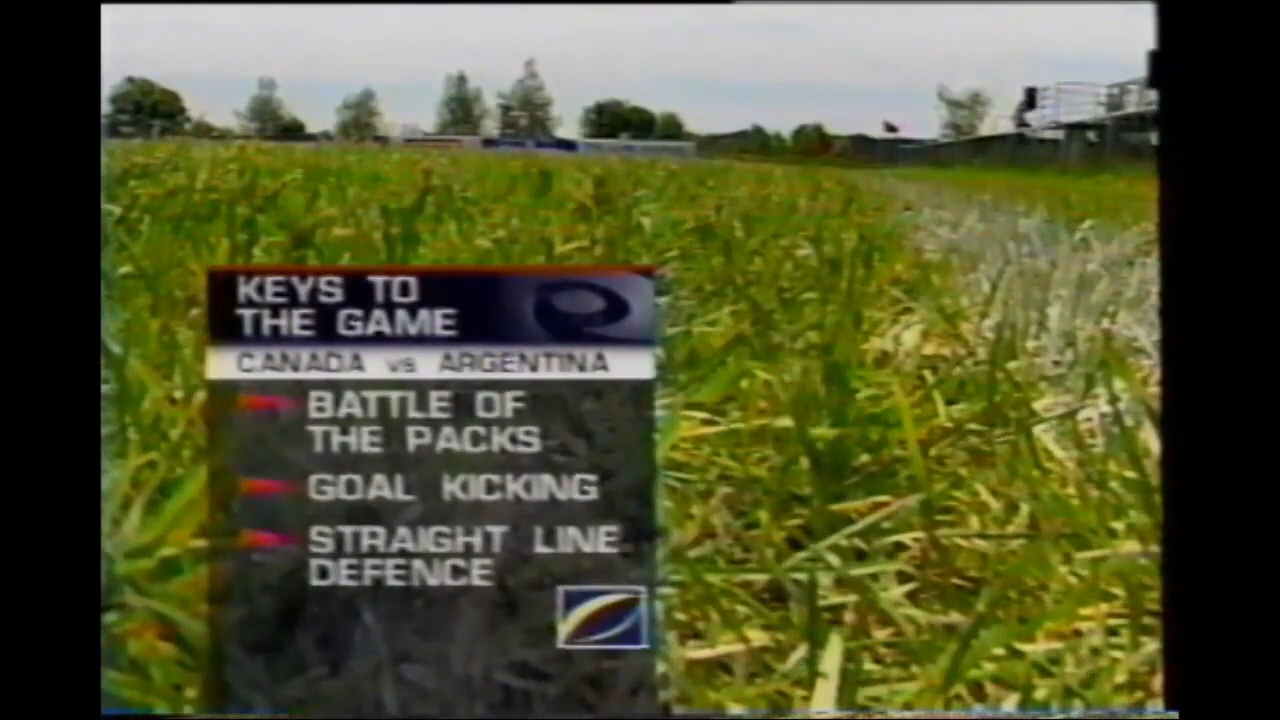 KEYS TO
THE GAME
CANADA vs ARGENTINA
BATTLE OF
THE PACKS
GOAL KICKING
STRAIGHT LINE
DEFENCE